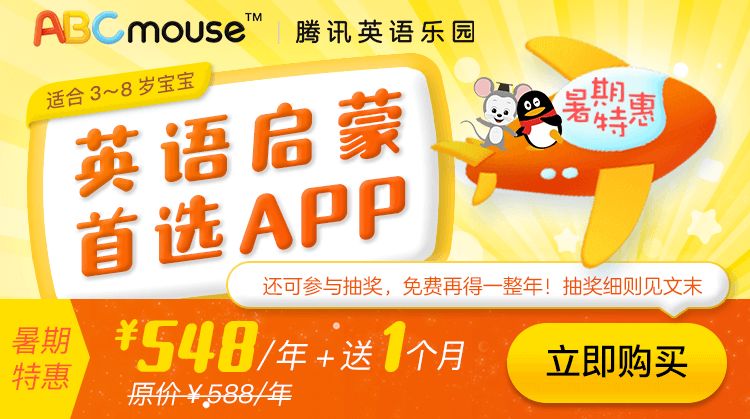 ABCmouse™ | 腾讯英语乐园
适合 3~8 岁宝宝
英语启蒙
首选APP
暑期
特惠
还可参与抽奖，免费再得一整年！抽奖细则见文末
暑期
特惠
¥548/年+送1个月
原价¥588/年
立即购买